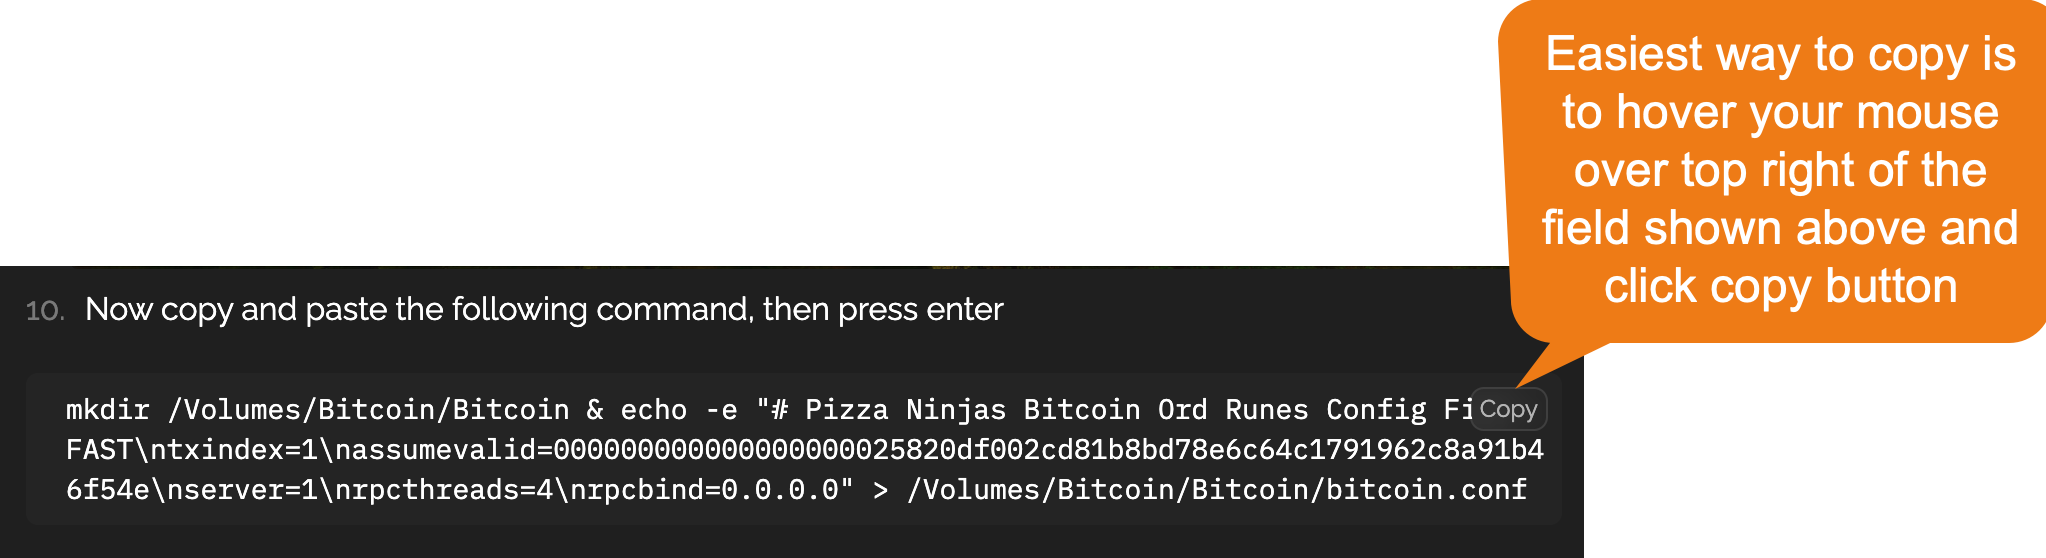 Easiest way to copy is
to hover your mouse
over top right of the
field shown above and
click copy button
10. Now copy and paste the following command, then press enter
mkdir /Volumes/Bitcoin/Bitcoin & echo -e "# Pizza Ninjas Bitcoin Ord Runes Config Fi
Copy
FAST\ntxindex=1\nassumevalid=0000000000000000000025820df002cd81b8bd78e6c64c1791962c8a91b4
6f54e\nserver=1\nrpcthreads=4\nrpcbind=0.0.0.0" > /Volumes/Bitcoin/Bitcoin/bitcoin.conf